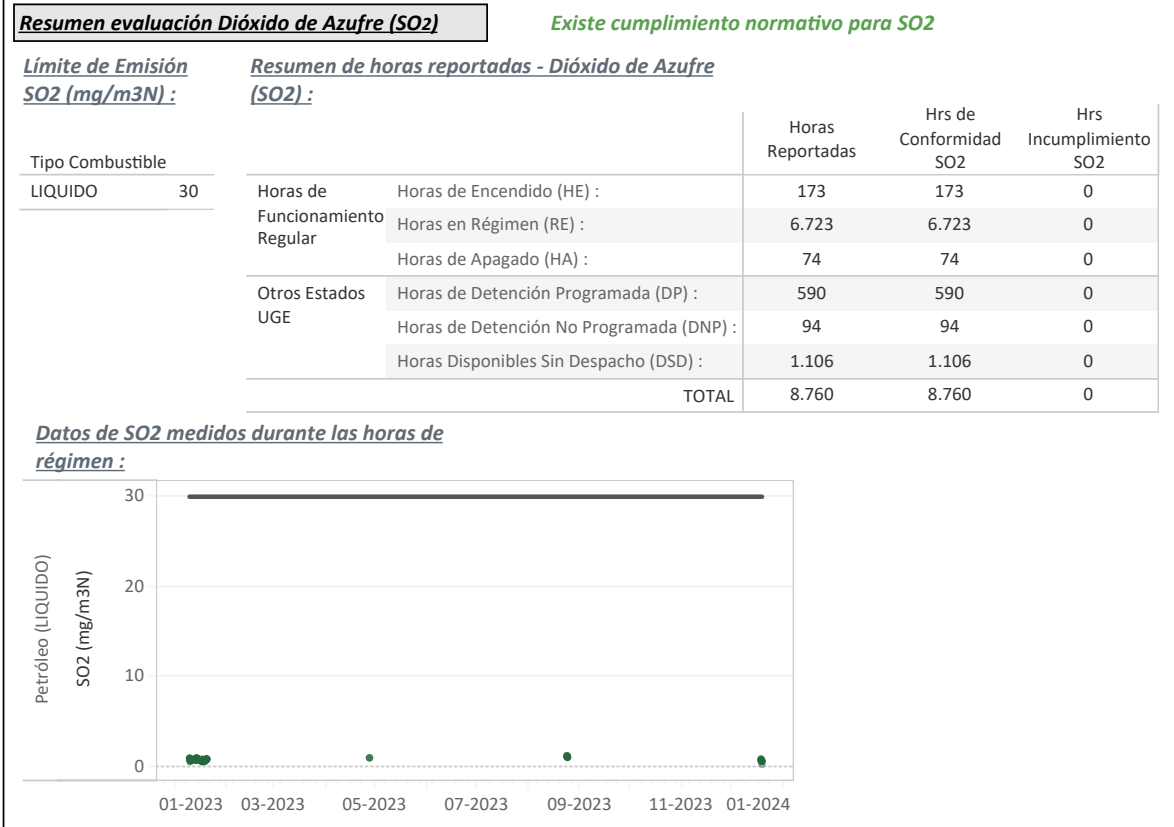 Resumen evaluación Dióxido de Azufre (SO2)
Existe cumplimiento normativo para SO2
Límite de Emisión
SO2 (mg/m3N) :
Resumen de horas reportadas - Dióxido de Azufre
(SO2) :
Tipo Combustible
LIQUIDO 30
Horas
Reportadas
Hrs de
Conformidad
SO2
Hrs
Incumplimiento
SO2
Horas de
Funcionamiento
Regular
Horas de Encendido (HE) : 173 173 0
Horas en Régimen (RE) : 6.723 6.723 0
Horas de Apagado (HA) : 74 74 0
Otros Estados
UGE
Horas de Detención Programada (DP) : 590 590 0
Horas de Detención No Programada (DNP) : 94 94 0
Horas Disponibles Sin Despacho (DSD) : 1.106 1.106 0
TOTAL 8.760 8.760 0
Datos de SO2 medidos durante las horas de
régimen :
Petróleo (LIQUIDO)
SO2 (mg/m3N)
30
20
10
0
01-2023 03-2023 05-2023 07-2023 09-2023 11-2023 01-2024